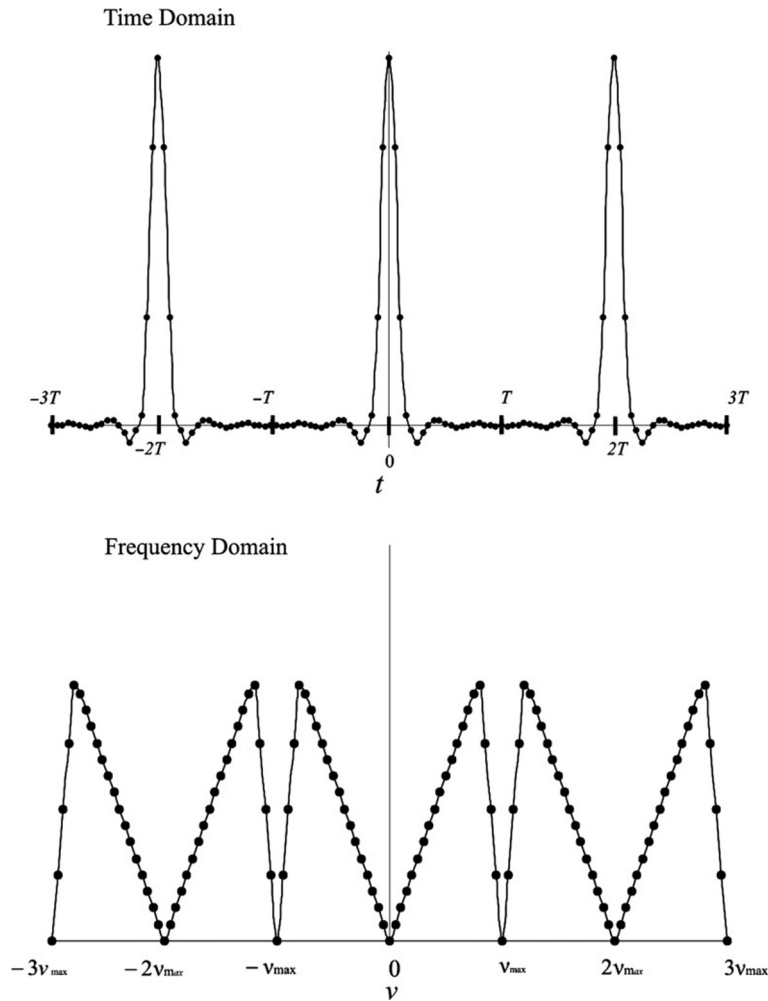 Time Domain
−3T −T T 3T
−2T 2T
0
t
Frequency Domain
−3νmax −2νmax −νmax 0 νmax 2νmax 3νmax
ν